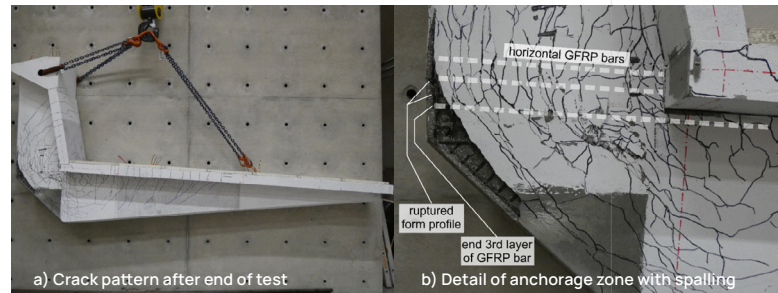 horizontal GFRP bars
ruptured
form profile
end 3rd layer
of GFRP bar
a) Crack pattern after end of test
b) Detail of anchorage zone with spalling